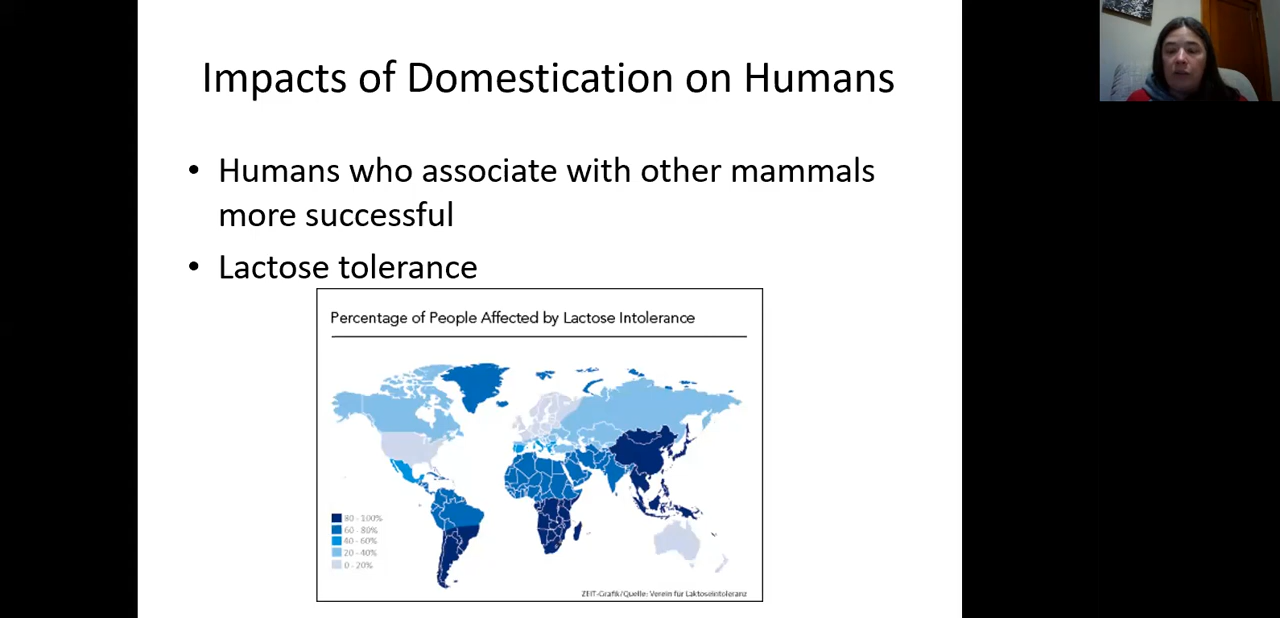 Impacts of Domestication on Humans
• Humans who associate with other mammals
more successful
• Lactose tolerance
Percentage of People Affected by Lactose Intolerance
80 - 100%
60 - 80%
40 - 60%
20 - 40%
0 - 20%
ZEIT-Grafik/Quelle: Verein für Laktoseintoleranz